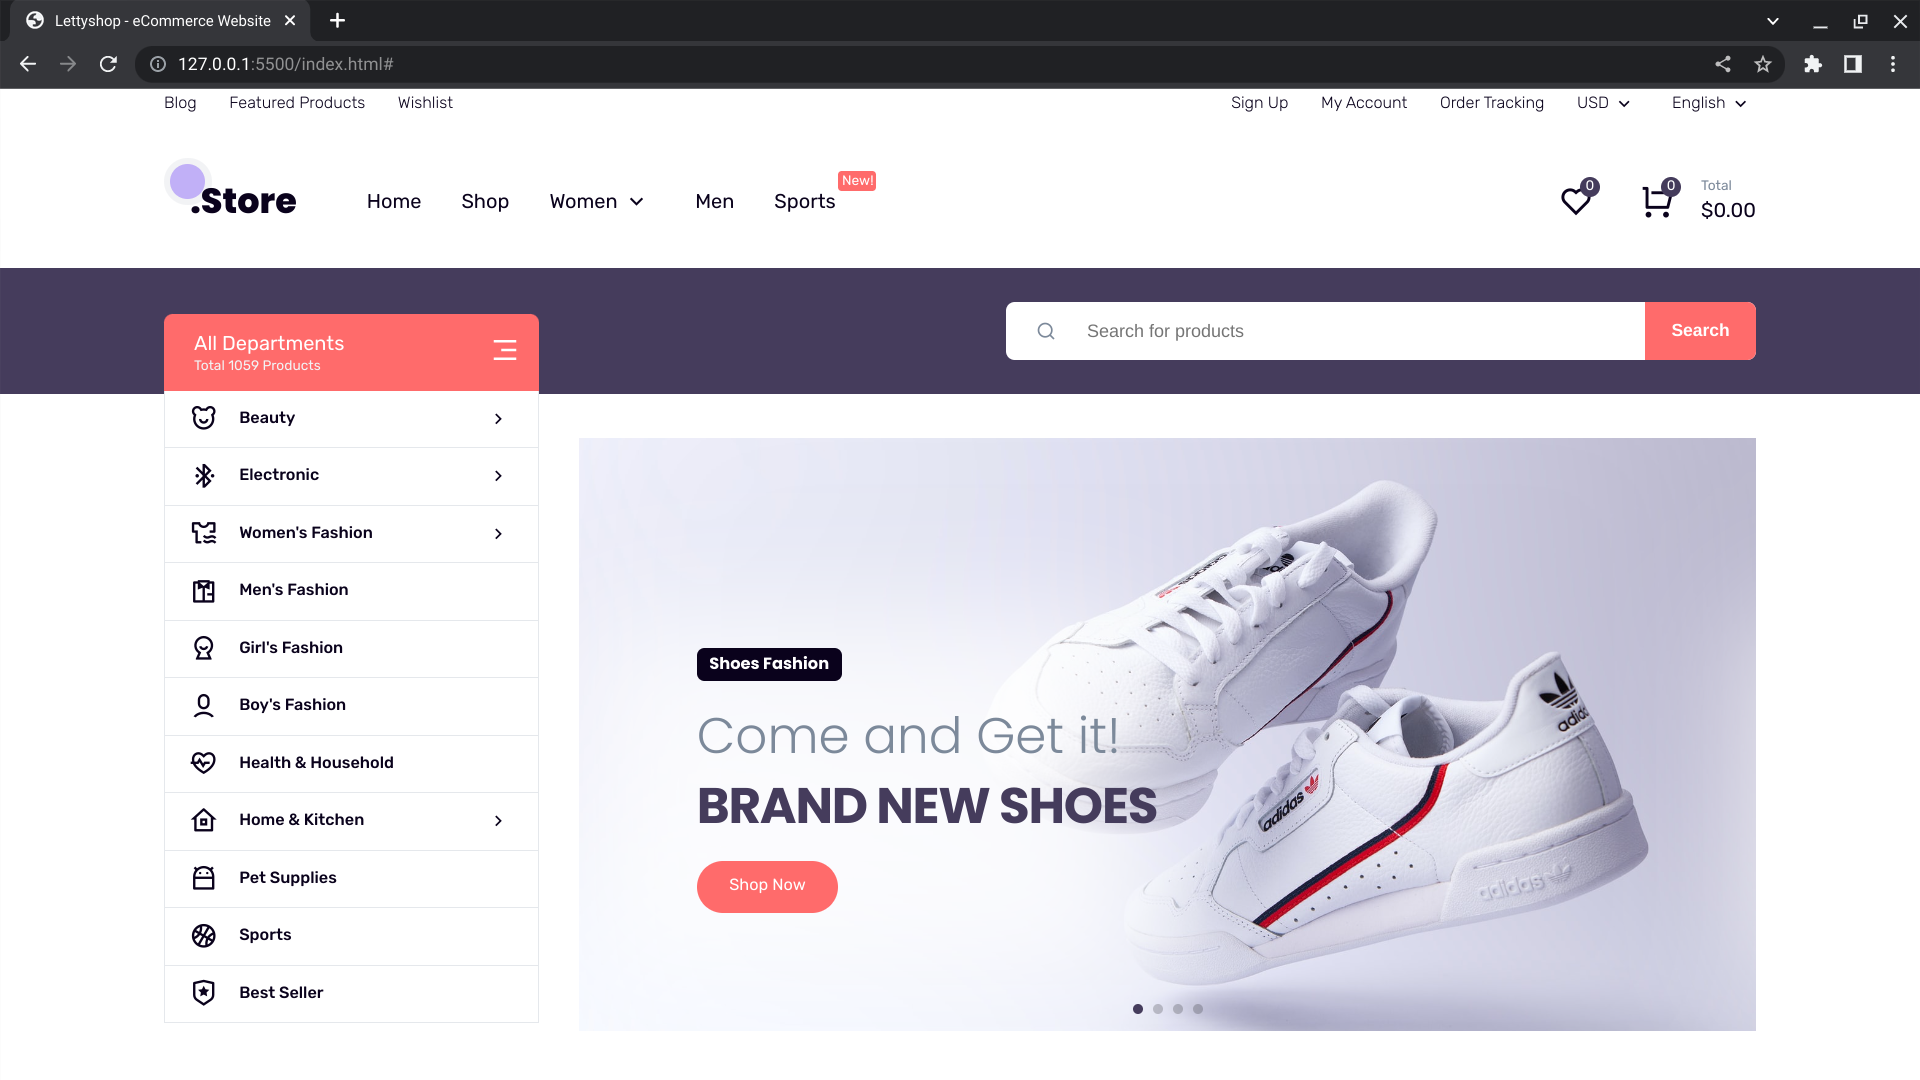 Lettyshop - eCommerce Website
127.0.0.1:5500/index.html#
Blog Featured Products Wishlist Sign Up My Account Order Tracking USD English
.Store Home Shop Women Men Sports New! 0 0 Total
$0.00
All Departments
Total 1059 Products
Search for products Search
Beauty
Electronic
Women's Fashion
Men's Fashion
Girl's Fashion
Boy's Fashion
Health & Household
Home & Kitchen
Pet Supplies
Sports
Best Seller
Shoes Fashion
Come and Get it!
BRAND NEW SHOES
Shop Now
adidas
adidas
adidas